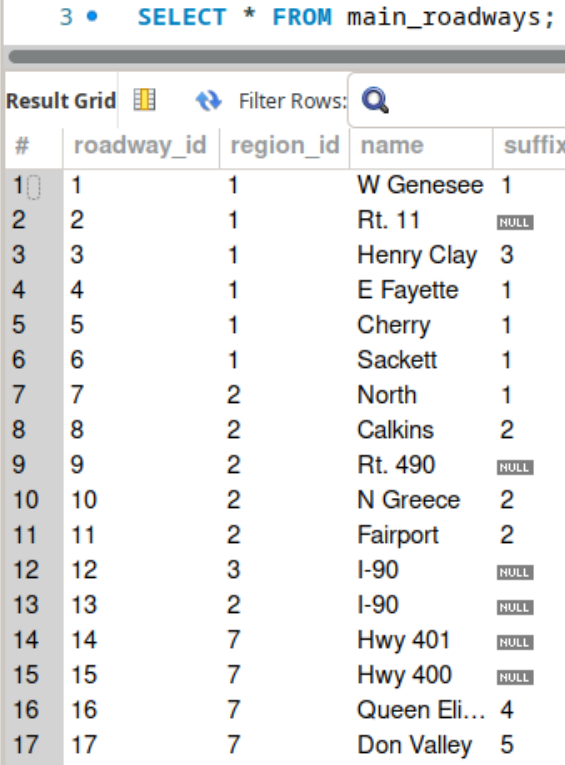 3 SELECT * FROM main_roadways;
Result Grid Filter Rows:
# roadway_id region_id name suffix
1 1 1 W Genesee 1
2 2 1 Rt. 11 NULL
3 3 1 Henry Clay 3
4 4 1 E Fayette 1
5 5 1 Cherry 1
6 6 1 Sackett 1
7 7 2 North 1
8 8 2 Calkins 2
9 9 2 Rt. 490 NULL
10 10 2 N Greece 2
11 11 2 Fairport 2
12 12 3 I-90 NULL
13 13 2 I-90 NULL
14 14 7 Hwy 401 NULL
15 15 7 Hwy 400 NULL
16 16 7 Queen Eli... 4
17 17 7 Don Valley 5